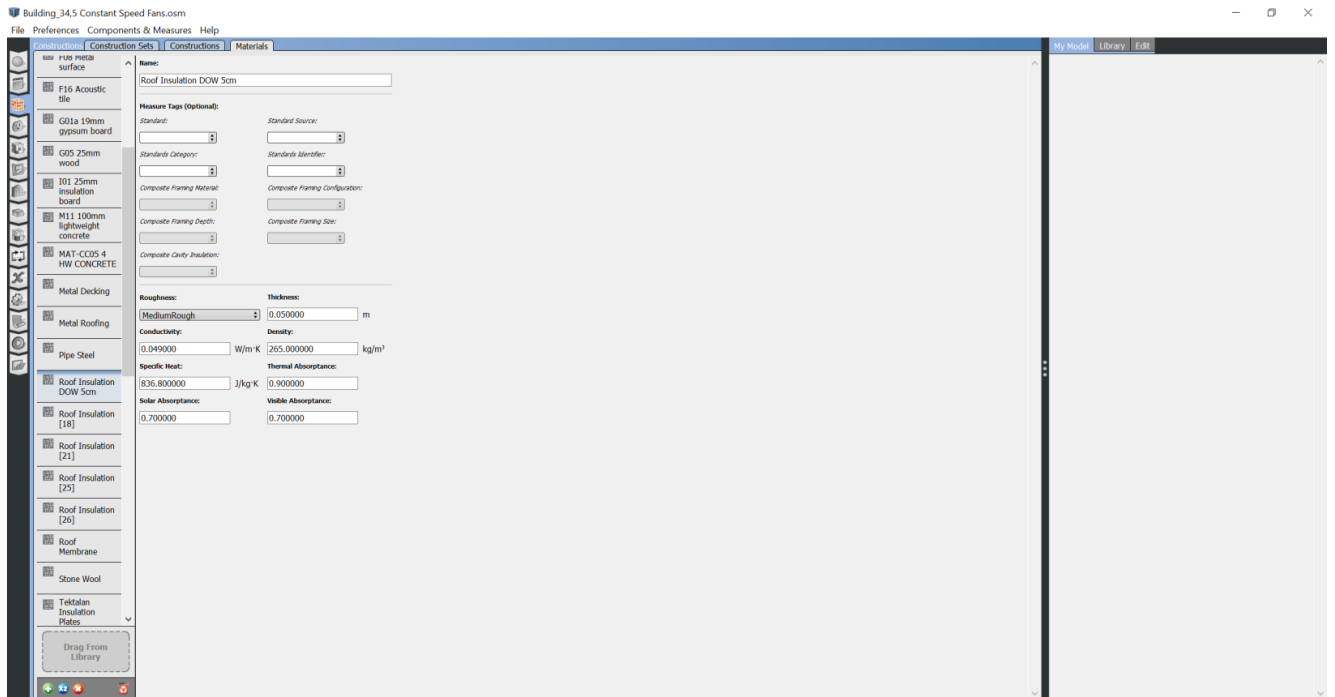 Building_34,5 Constant Speed Fans.osm
File Preferences Components & Measures Help
Constructions Construction Sets Constructions Materials
My Model Library Edit
F08 Metal
surface
F16 Acoustic
tile
G01a 19mm
gypsum board
G05 25mm
wood
I01 25mm
insulation
board
M11 100mm
lightweight
concrete
MAT-CC05 4
HW CONCRETE
Metal Decking
Metal Roofing
Pipe Steel
Roof Insulation
DOW 5cm
Roof Insulation
[18]
Roof Insulation
[21]
Roof Insulation
[25]
Roof Insulation
[26]
Roof
Membrane
Stone Wool
Tektalan
Insulation
Plates
Drag From
Library
x2
Name:
Roof Insulation DOW 5cm
Measure Tags (Optional):
Standard: Standard Source:
Standards Category: Standards Identifier:
Composite Framing Material: Composite Framing Configuration:
Composite Framing Depth: Composite Framing Size:
Composite Cavity Insulation:
Roughness: Thickness:
MediumRough 0.050000 m
Conductivity: Density:
0.049000 W/m·K 265.000000 kg/m³
Specific Heat: Thermal Absorptance:
836.800000 J/kg·K 0.900000
Solar Absorptance: Visible Absorptance:
0.700000 0.700000